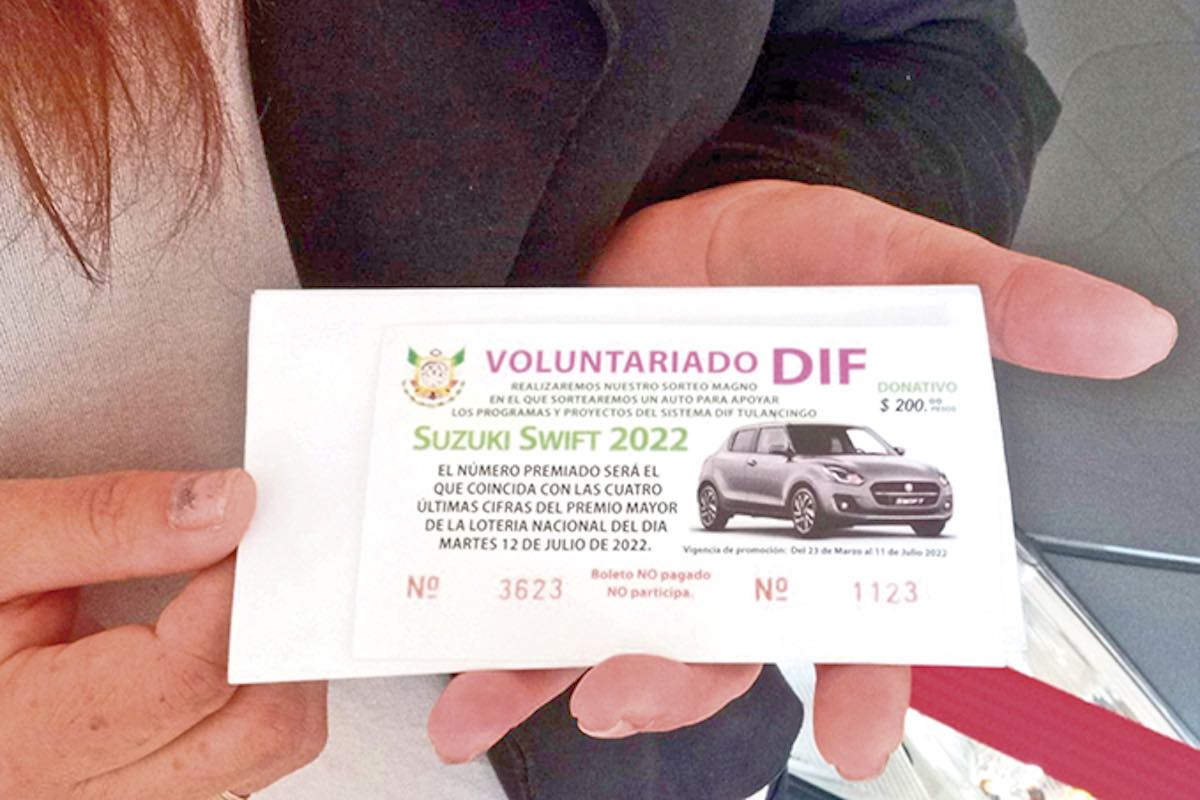 VOLUNTARIADO DIF
REALIZAREMOS NUESTRO SORTEO MAGNO
EN EL QUE SORTEAREMOS UN AUTO PARA APOYAR
LOS PROGRAMAS Y PROYECTOS DEL SISTEMA DIF TULANCINGO
DONATIVO
$ 200.00 PESOS
SUZUKI SWIFT 2022
EL NÚMERO PREMIADO SERÁ EL
QUE COINCIDA CON LAS CUATRO
ÚLTIMAS CIFRAS DEL PREMIO MAYOR
DE LA LOTERIA NACIONAL DEL DIA
MARTES 12 DE JULIO DE 2022.
SWIFT
Vigencia de promoción: Del 23 de Marzo al 11 de Julio 2022
Nº 3623
Boleto NO pagado
NO participa.
Nº 1123